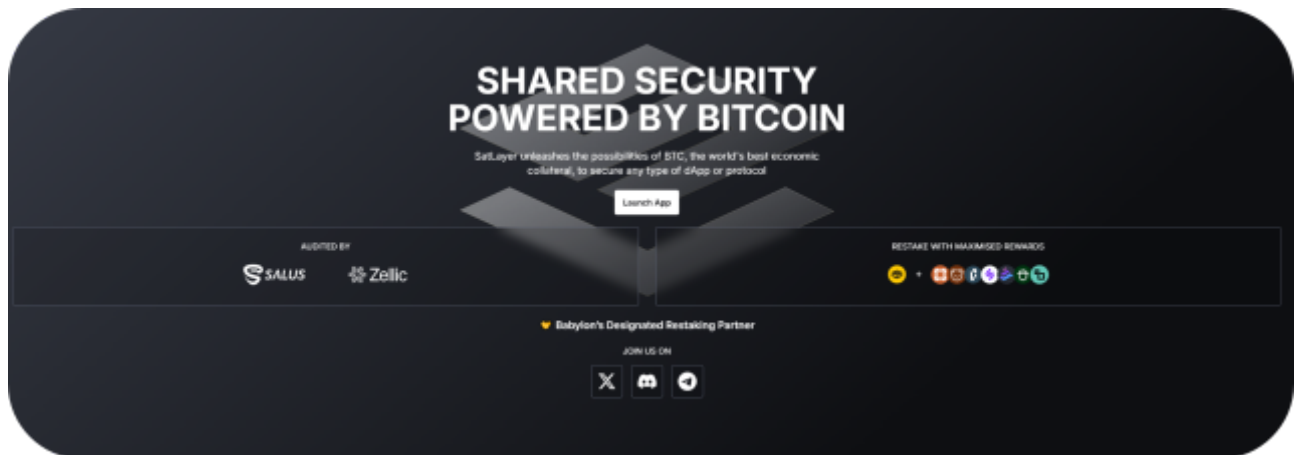 SHARED SECURITY
POWERED BY BITCOIN
SatLayer unleashes the possibilities of BTC, the world's best economic
collateral, to secure any type of dApp or protocol
Launch App
AUDITED BY
SALUS
Zellic
RESTAKE WITH MAXIMISED REWARDS
+
Babylon's Designated Restaking Partner
JOIN US ON